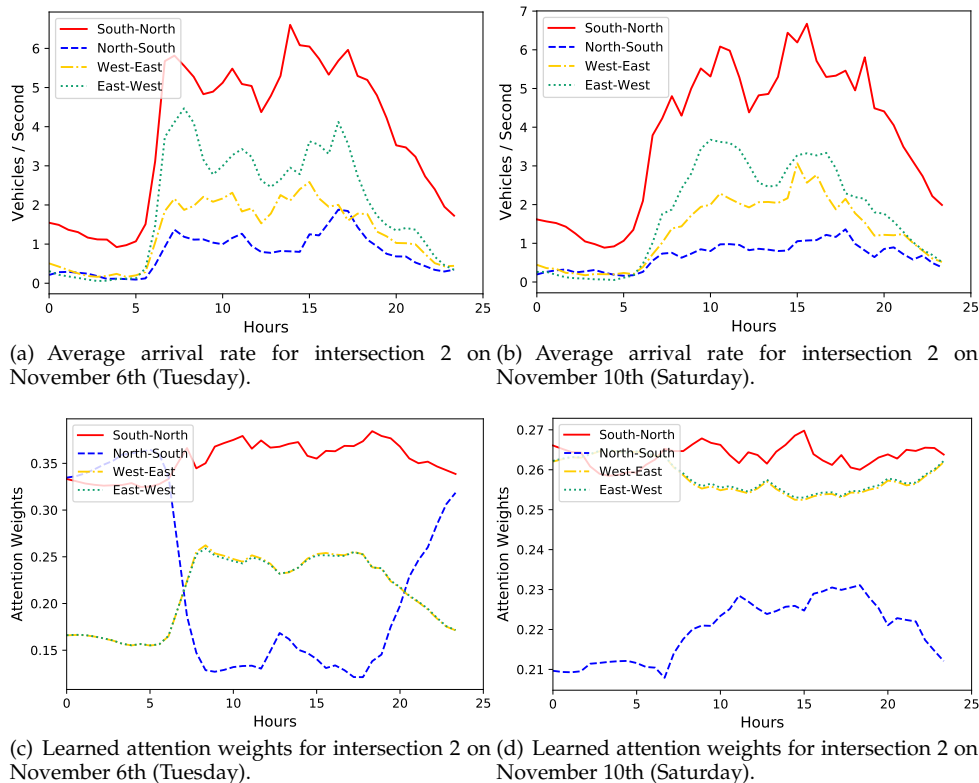 South-North
North-South
West-East
East-West
Vehicles / Second
6
5
4
3
2
1
0
0 5 10 15 20 25
Hours
South-North
North-South
West-East
East-West
Vehicles / Second
7
6
5
4
3
2
1
0
0 5 10 15 20 25
Hours
(a) Average arrival rate for intersection 2 on
November 6th (Tuesday).
(b) Average arrival rate for intersection 2 on
November 10th (Saturday).
South-North
North-South
West-East
East-West
Attention Weights
0.35
0.30
0.25
0.20
0.15
0 5 10 15 20 25
Hours
South-North
North-South
West-East
East-West
Attention Weights
0.27
0.26
0.25
0.24
0.23
0.22
0.21
0 5 10 15 20 25
Hours
(c) Learned attention weights for intersection 2 on
November 6th (Tuesday).
(d) Learned attention weights for intersection 2 on
November 10th (Saturday).